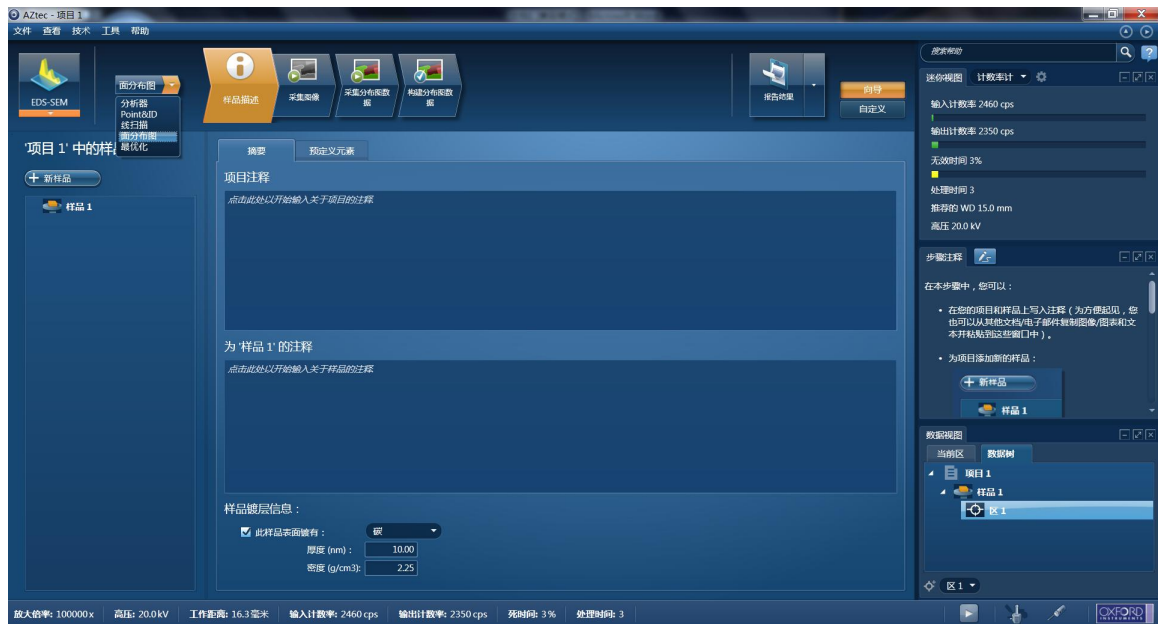 AZtec - 项目 1
文件 查看 技术 工具 帮助
EDS-SEM
面分布图
分析器
Point&ID
线扫描
面分布图
最优化
样品描述
采集图像
采集分布图数据
构建分布图数据
报告结果
向导
自定义
搜索帮助
'项目 1' 中的样
+ 新样品
样品 1
摘要 预定义元素
项目注释
点击此处以开始输入关于项目的注释.
为 '样品 1' 的注释
点击此处以开始输入关于样品的注释.
样品镀层信息：
此样品表面镀有： 碳
厚度 (nm)： 10.00
密度 (g/cm3): 2.25
迷你视图 计数率计
输入计数率 2460 cps
输出计数率 2350 cps
无效时间 3%
处理时间 3
推荐的 WD 15.0 mm
高压 20.0 kV
步骤注释
在本步骤中，您可以：
• 在您的项目和样品上写入注释（为方便起见，您
也可以从其他文档/电子邮件复制图像/图表和文
本并粘贴到这些窗口中）。
• 为项目添加新的样品：
+ 新样品
样品 1
数据视图
当前区 数据树
项目 1
样品 1
区 1
区 1
放大倍率: 100000 x 高压: 20.0 kV 工作距离: 16.3 毫米 输入计数率: 2460 cps 输出计数率: 2350 cps 死时间: 3 % 处理时间: 3
OXFORD
INSTRUMENTS